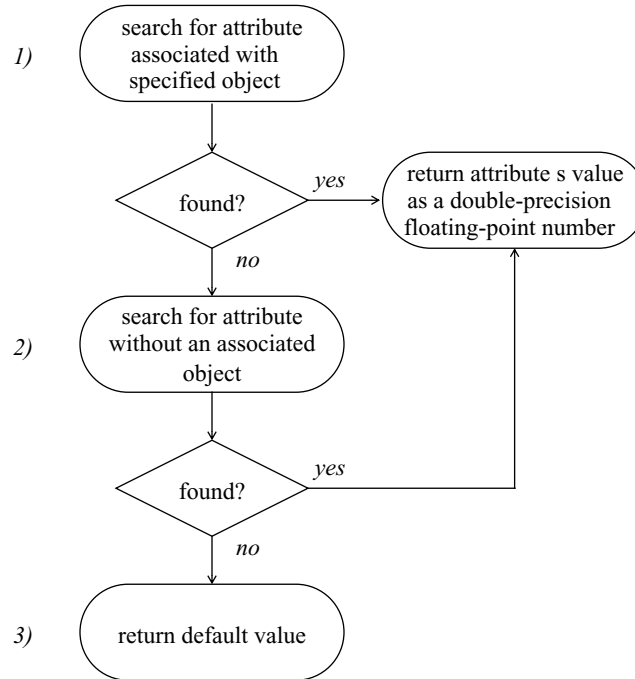 1)
search for attribute
associated with
specified object
found?
yes
return attribute s value
as a double-precision
floating-point number
no
2)
search for attribute
without an associated
object
found?
yes
no
3)
return default value